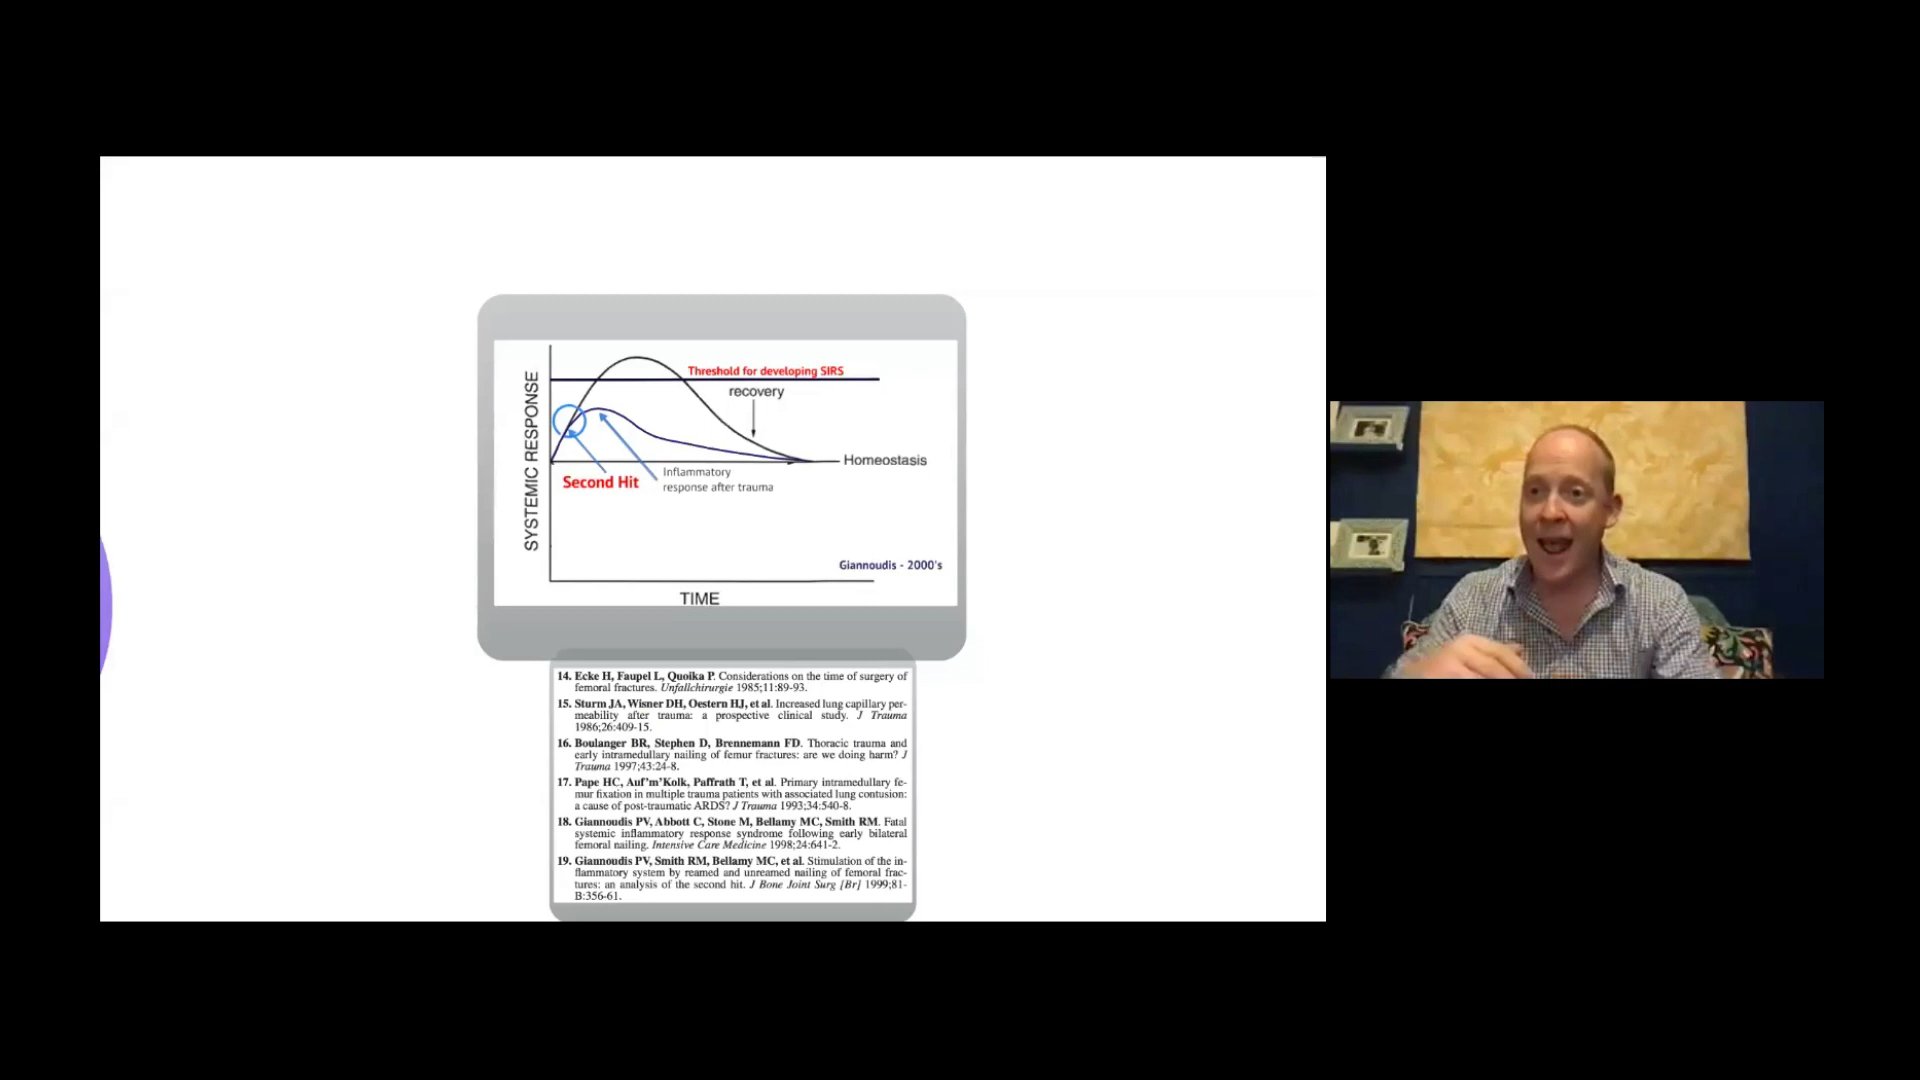 Threshold for developing SIRS
recovery
SYSTEMIC RESPONSE
Homeostasis
Second Hit
Inflammatory
response after trauma
Giannoudis - 2000's
TIME
14. Ecke H, Faupel L, Quoika P. Considerations on the time of surgery of
femoral fractures. Unfallchirurgie 1985;11:89-93.
15. Sturm JA, Wisner DH, Oestern HJ, et al. Increased lung capillary per-
meability after trauma: a prospective clinical study. J Trauma
1986;26:409-15.
16. Boulanger BR, Stephen D, Brennemann FD. Thoracic trauma and
early intramedullary nailing of femur fractures: are we doing harm? J
Trauma 1997;43:24-8.
17. Pape HC, Auf'm'Kolk, Paffrath T, et al. Primary intramedullary fe-
mur fixation in multiple trauma patients with associated lung contusion:
a cause of post-traumatic ARDS? J Trauma 1993;34:540-8.
18. Giannoudis PV, Abbott C, Stone M, Bellamy MC, Smith RM. Fatal
systemic inflammatory response syndrome following early bilateral
femoral nailing. Intensive Care Medicine 1998;24:641-2.
19. Giannoudis PV, Smith RM, Bellamy MC, et al. Stimulation of the in-
flammatory system by reamed and unreamed nailing of femoral frac-
tures: an analysis of the second hit. J Bone Joint Surg [Br] 1999;81-
B:356-61.